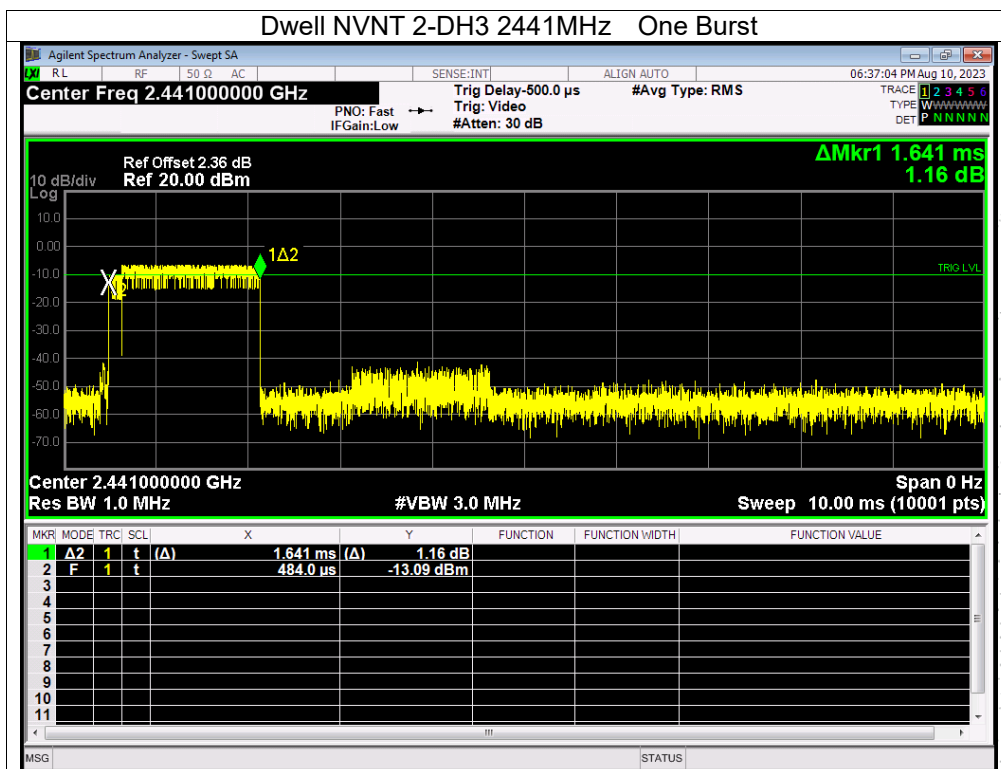 Dwell NVNT 2-DH3 2441MHz One Burst
Agilent Spectrum Analyzer - Swept SA
LXI RL RF 50 Ω AC SENSE:INT ALIGN AUTO 06:37:04 PM Aug 10, 2023
Center Freq 2.441000000 GHz
PNO: Fast
IFGain:Low
Trig Delay-500.0 µs
Trig: Video
#Atten: 30 dB
#Avg Type: RMS
TRACE 1 2 3 4 5 6
TYPE WWWWWW
DET P N N N N N
ΔMkr1 1.641 ms
1.16 dB
Ref Offset 2.36 dB
10 dB/div Ref 20.00 dBm
Log
10.0
0.00
-10.0
-20.0
-30.0
-40.0
-50.0
-60.0
-70.0
1Δ2
2
TRIG LVL
Center 2.441000000 GHz Span 0 Hz
Res BW 1.0 MHz #VBW 3.0 MHz Sweep 10.00 ms (10001 pts)
MKR MODE TRC SCL X Y FUNCTION FUNCTION WIDTH FUNCTION VALUE
1 Δ2 1 t (Δ) 1.641 ms (Δ) 1.16 dB
2 F 1 t 484.0 µs -13.09 dBm
3
4
5
6
7
8
9
10
11
MSG STATUS